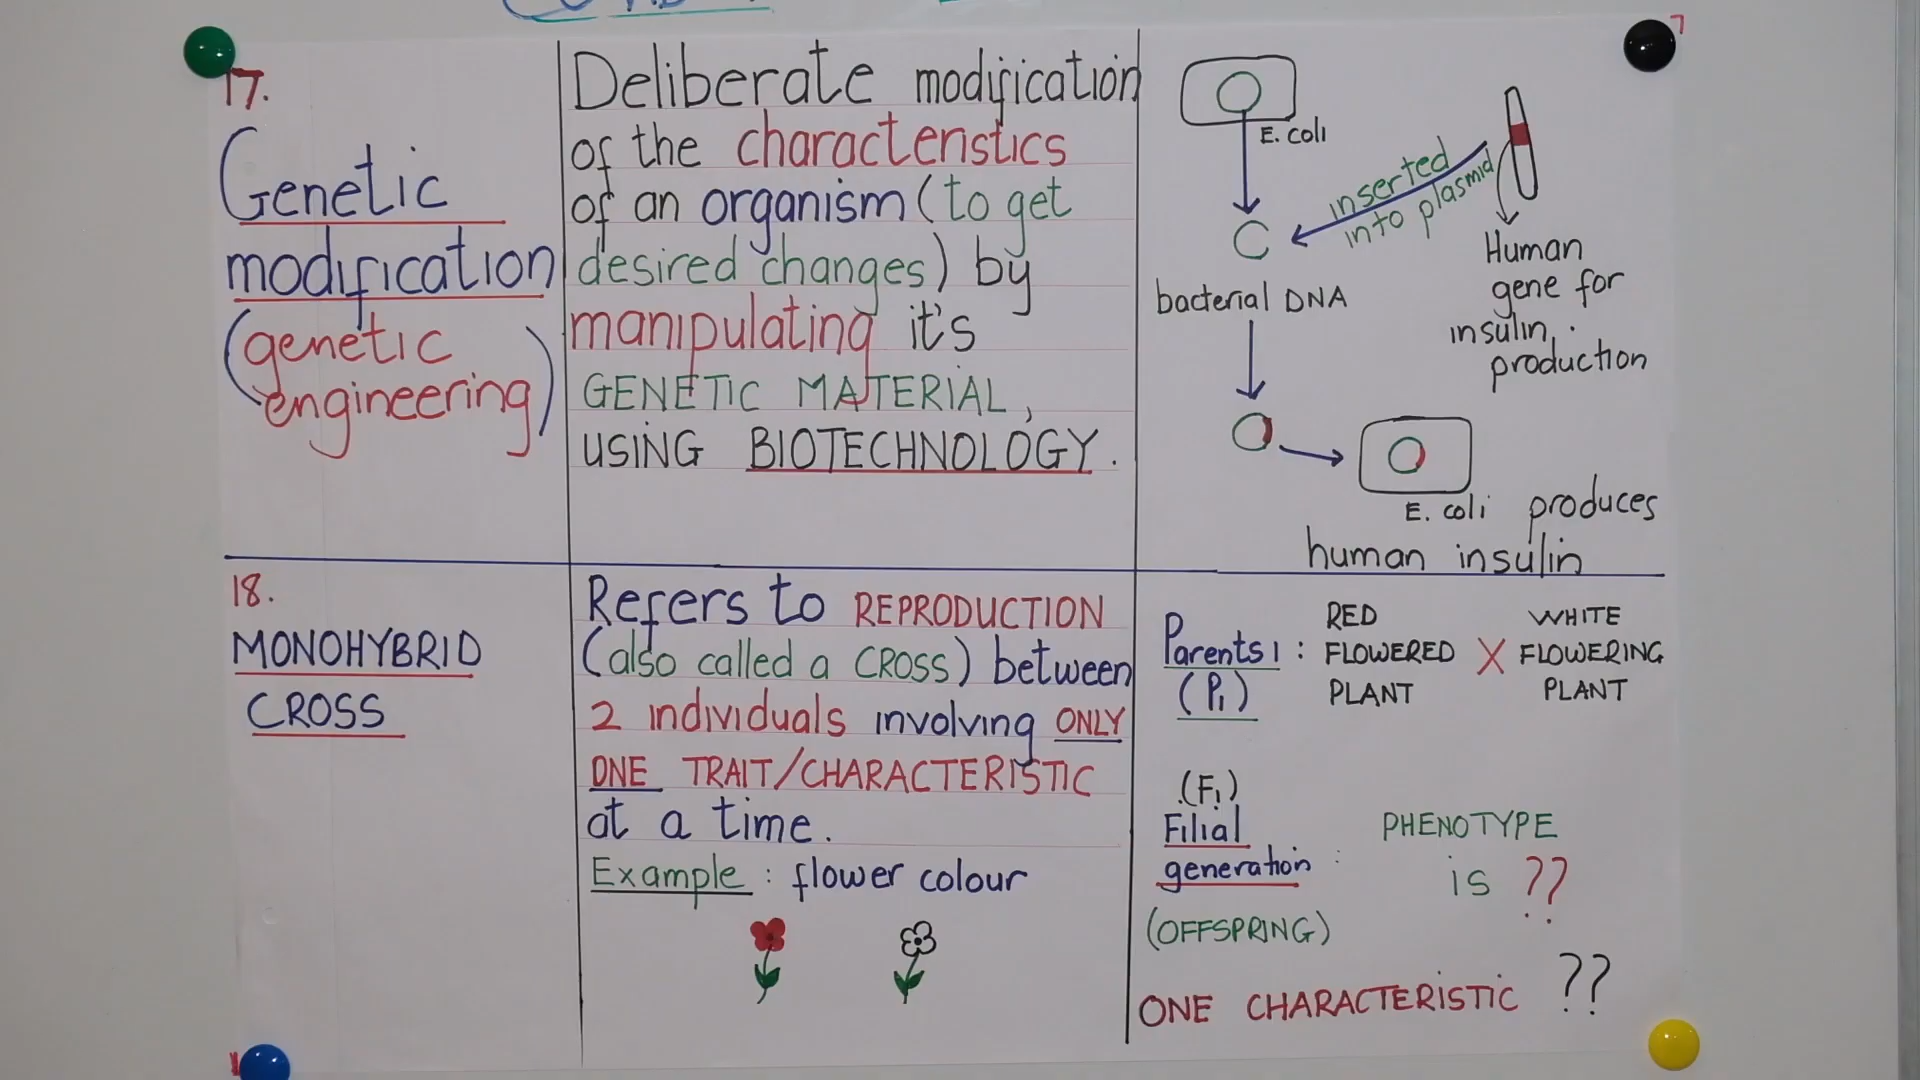 17.
Genetic
modification
(genetic
engineering)
Deliberate modification
of the characteristics
of an organism (to get
desired changes) by
manipulating it's
GENETIC MATERIAL,
USING BIOTECHNOLOGY.
E. coli
inserted
into plasmid
Human
gene for
insulin
production
bacterial DNA
E. coli produces
human insulin
18.
MONOHYBRID
CROSS
Refers to REPRODUCTION
(also called a CROSS) between
2 individuals involving ONLY
ONE TRAIT/CHARACTERISTIC
at a time.
Example: flower colour
Parents 1: RED FLOWERED PLANT X WHITE FLOWERING PLANT
(P1)
(F1)
Filial
generation:
(OFFSPRING)
PHENOTYPE
is ??
ONE CHARACTERISTIC ??
7